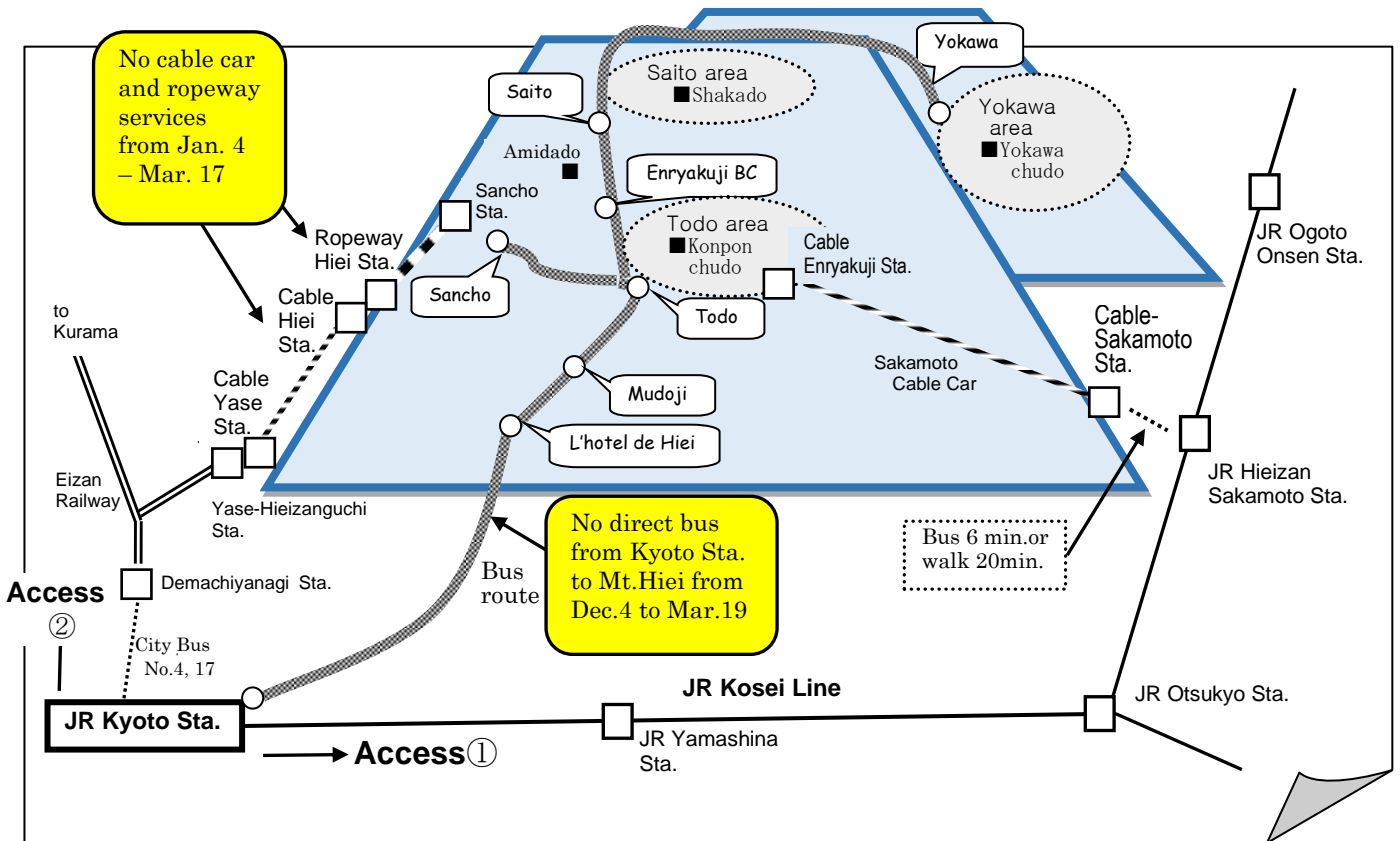 No cable car
and ropeway
services
from Jan. 4
– Mar. 17
Yokawa
Saito area
■Shakado
Saito
Yokawa
area
■Yokawa
chudo
Amidado
Enryakuji BC
Sancho
Sta.
JR Ogoto
Onsen Sta.
Todo area
■Konpon
chudo
Cable
Enryakuji Sta.
Ropeway
Hiei Sta.
Sancho
Cable
Hiei
Sta.
Todo
to
Kurama
Cable-
Sakamoto
Sta.
Sakamoto
Cable Car
Cable
Yase
Sta.
Mudoji
L'hotel de Hiei
Eizan
Railway
Yase-Hieizanguchi
Sta.
JR Hieizan
Sakamoto Sta.
No direct bus
from Kyoto Sta.
to Mt.Hiei from
Dec.4 to Mar.19
Bus 6 min.or
walk 20min.
Bus
route
Demachiyanagi Sta.
Access
②
City Bus
No.4, 17
JR Kosei Line
JR Otsukyo Sta.
JR Kyoto Sta.
JR Yamashina
Sta.
Access①